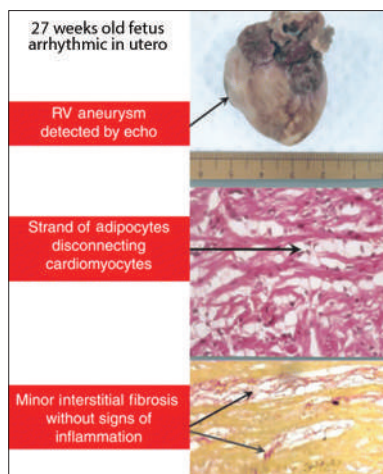 27 weeks old fetus
arrhythmic in utero
RV aneurysm
detected by echo
Strand of adipocytes
disconnecting
cardiomyocytes
Minor interstitial fibrosis
without signs of
inflammation